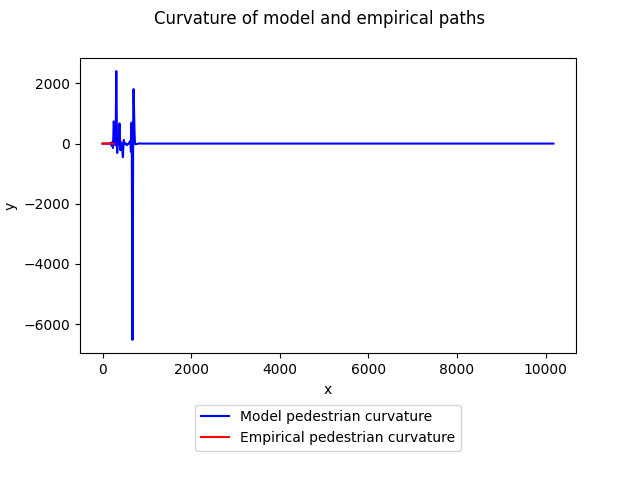 Curvature of model and empirical paths
2000
0
−2000
−4000
−6000
y
0 2000 4000 6000 8000 10000
x
Model pedestrian curvature
Empirical pedestrian curvature